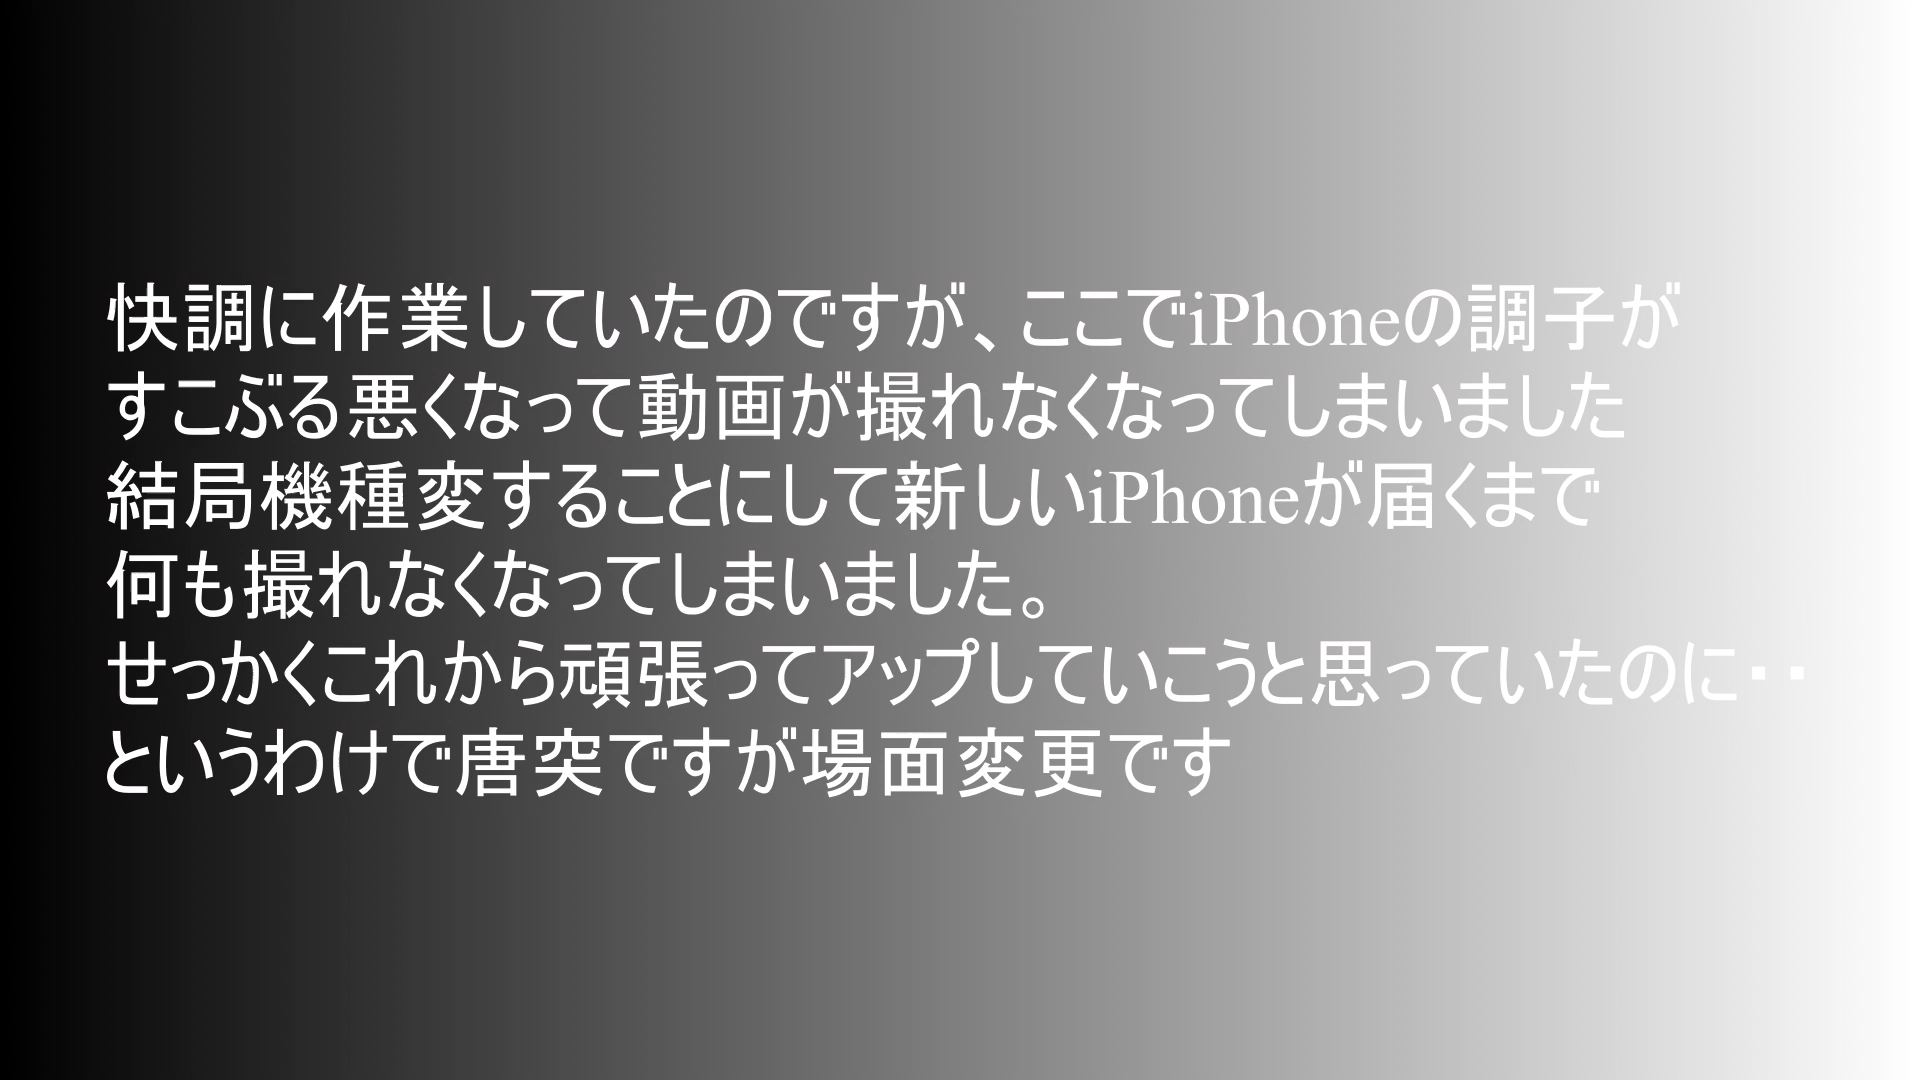 快調に作業していたのですが、ここでiPhoneの調子が
すこぶる悪くなって動画が撮れなくなってしまいました
結局機種変することにして新しいiPhoneが届くまで
何も撮れなくなってしまいました。
せっかくこれから頑張ってアップしていこうと思っていたのに・・
というわけで唐突ですが場面変更です